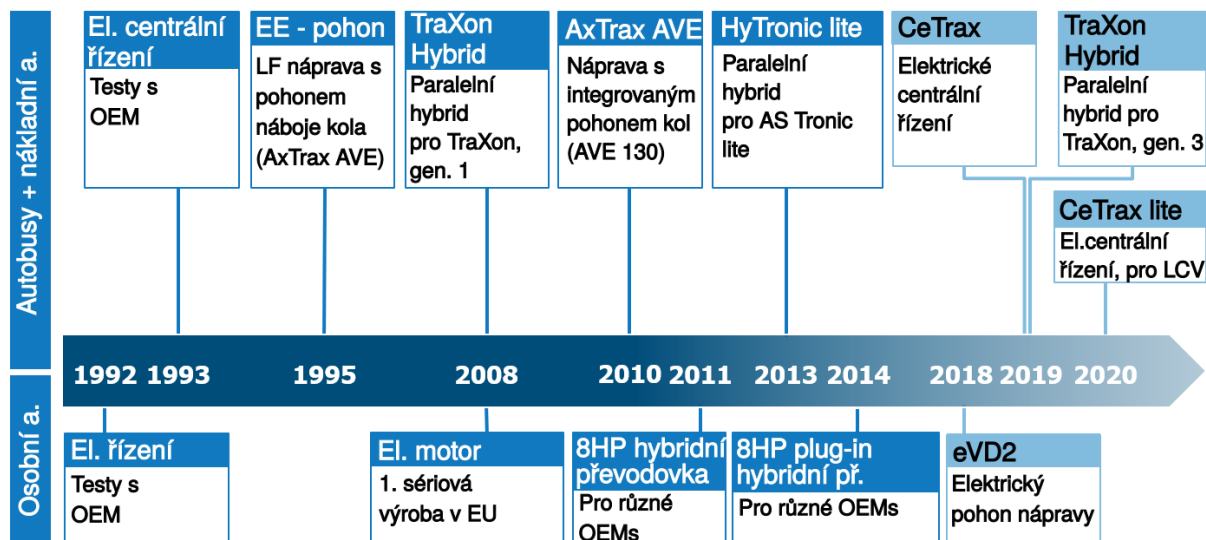 Autobusy + nákladní a.
El. centrální
řízení
Testy s
OEM
EE - pohon
LF náprava s
pohonem
náboje kola
(AxTrax AVE)
TraXon
Hybrid
Paralelní
hybrid
pro TraXon,
gen. 1
AxTrax AVE
Náprava s
integrovaným
pohonem kol
(AVE 130)
HyTronic lite
Paralelní
hybrid
pro AS Tronic
lite
CeTrax
Elektrické
centrální
řízení
TraXon
Hybrid
Paralelní
hybrid pro
TraXon, gen. 3
CeTrax lite
El.centrální
řízení, pro LCV
1992 1993 1995 2008 2010 2011 2013 2014 2018 2019 2020
Osobní a.
El. řízení
Testy s
OEM
El. motor
1. sériová
výroba v EU
8HP hybridní
převodovka
Pro různé
OEMs
8HP plug-in
hybridní př.
Pro různé OEMs
eVD2
Elektrický
pohon nápravy